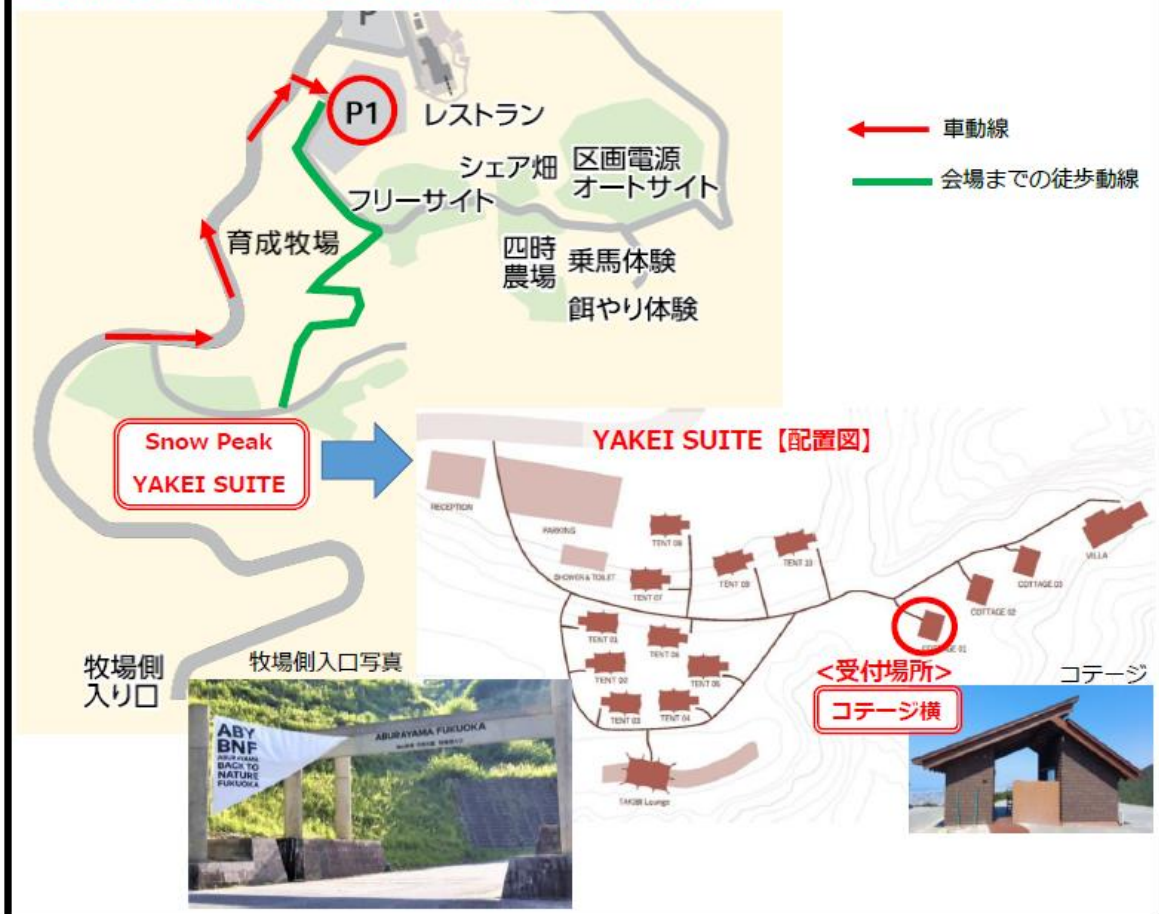 P
P1
レストラン
車動線
会場までの徒歩動線
シェア畑
区画電源
オートサイト
フリーサイト
育成牧場
四時
農場
乗馬体験
餌やり体験
Snow Peak
YAKEI SUITE
YAKEI SUITE【配置図】
RECEPTION
PARKING
SHOWER & TOILET
TENT 08
TENT 07
TENT 09
TENT 10
VILLA
COTTAGE 03
COTTAGE 02
COTTAGE 01
TENT 01
TENT 06
TENT 02
TENT 05
TENT 03
TENT 04
TAKIBI Lounge
<受付場所>
コテージ横
コテージ
牧場側
入り口
牧場側入口写真
ABY
BNF
ABURAYAMA
BACK TO
NATURE
FUKUOKA
ABURAYAMA FUKUOKA